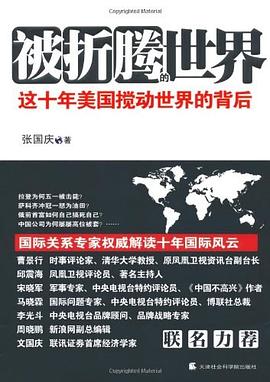 被折腾的世界
这十年美国搅动世界的背后
张国庆 著
拉登为何五一被击毙？
萨科齐冲冠一怒为油田？
俄前首富如何自己搞死自己？
中国公司为何屡屡高位被套？……
国际关系专家权威解读十年国际风云
曹景行 时事评论家、清华大学教授、原凤凰卫视资讯台副台长
邱震海 凤凰卫视评论员、著名主持人
宋晓军 军事专家、中央电视台特约评论员、《中国不高兴》作者
马晓霖 国际问题专家、中央电视台特约评论员、博联社总裁
李光斗 中央电视台品牌顾问、品牌战略专家
周晓鹏 新浪网副总编辑
文国庆 联讯证券首席经济学家
联名力荐
天津社会科学院出版社